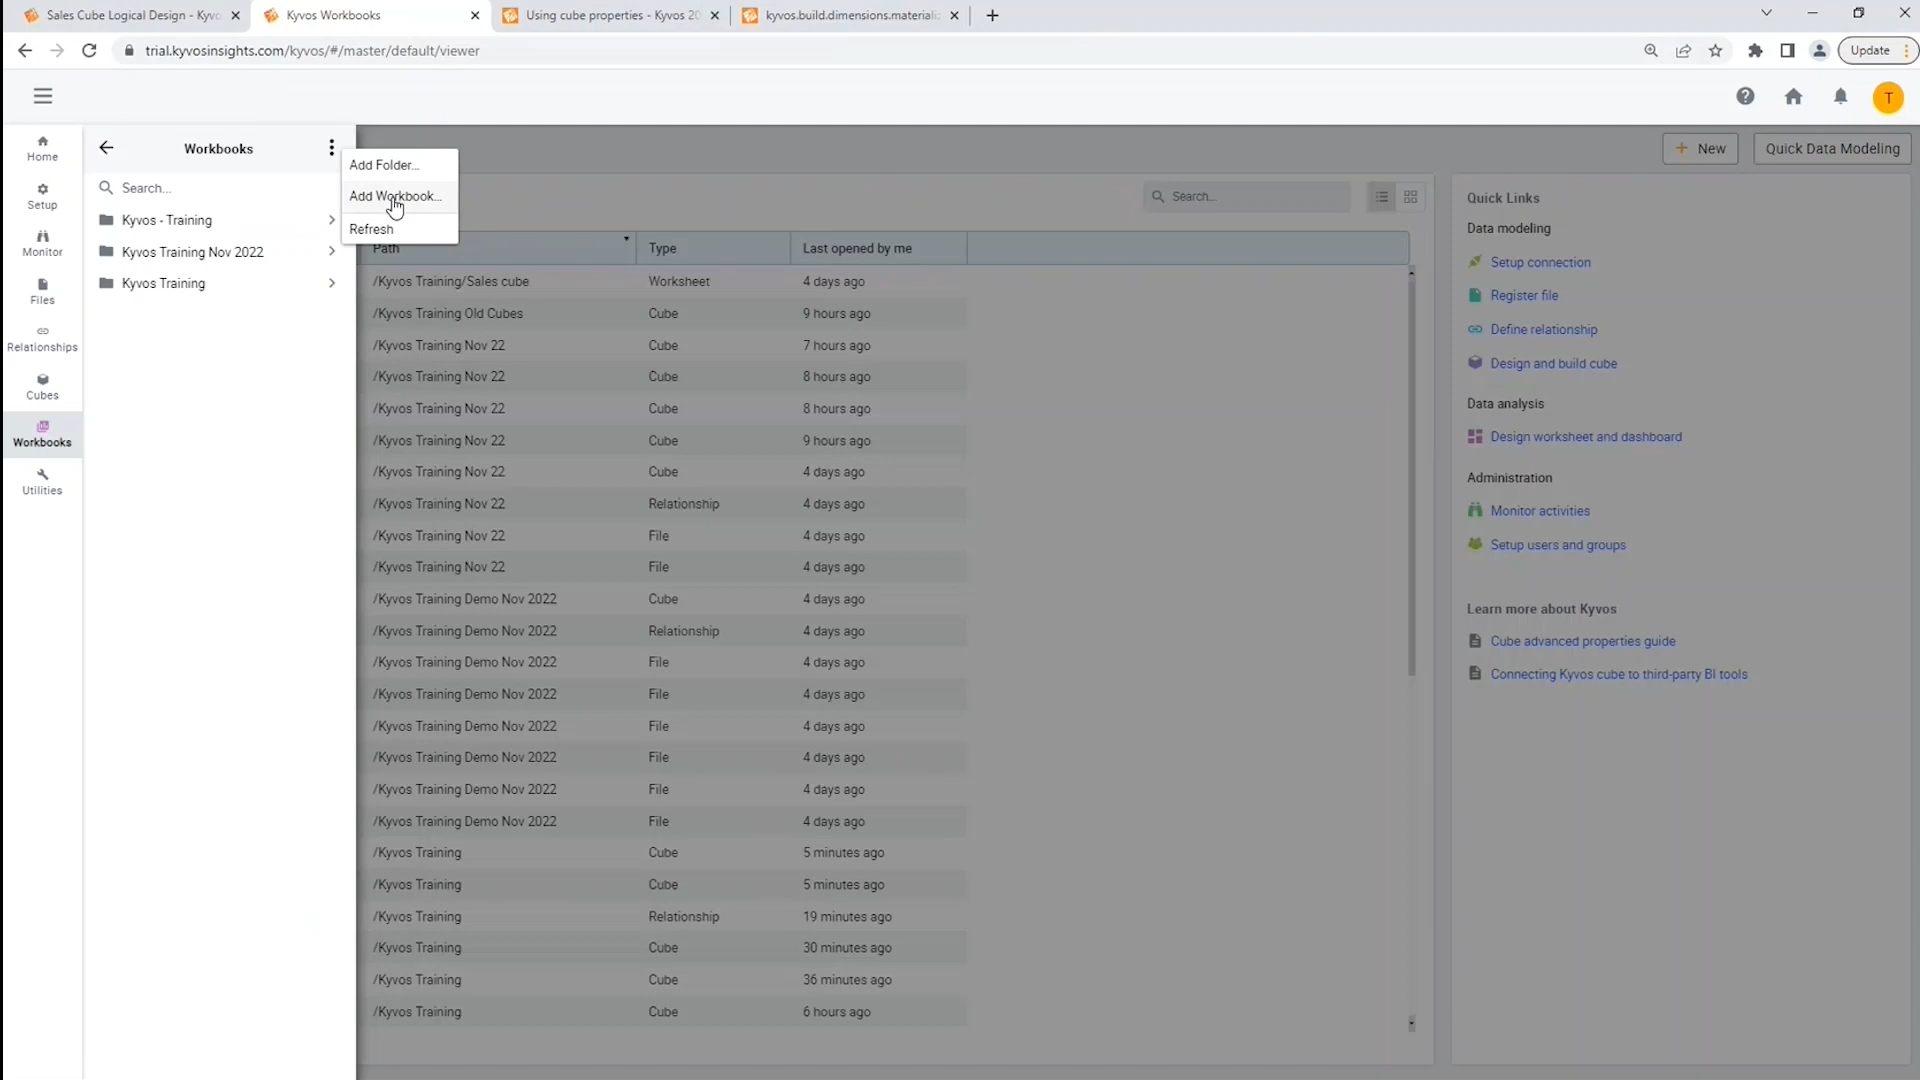 Sales Cube Logical Design - Kyvo
Kyvos Workbooks
Using cube properties - Kyvos 20
kyvos.build.dimensions.materializ
trial.kyvosinsights.com/kyvos/#/master/default/viewer
Update
T
Home
Setup
Monitor
Files
Relationships
Cubes
Workbooks
Utilities
Workbooks
Search...
Kyvos - Training
Kyvos Training Nov 2022
Kyvos Training
Add Folder...
Add Workbook...
Refresh
New
Quick Data Modeling
Search...
Path Type Last opened by me
/Kyvos Training/Sales cube Worksheet 4 days ago
/Kyvos Training Old Cubes Cube 9 hours ago
/Kyvos Training Nov 22 Cube 7 hours ago
/Kyvos Training Nov 22 Cube 8 hours ago
/Kyvos Training Nov 22 Cube 8 hours ago
/Kyvos Training Nov 22 Cube 9 hours ago
/Kyvos Training Nov 22 Cube 4 days ago
/Kyvos Training Nov 22 Relationship 4 days ago
/Kyvos Training Nov 22 File 4 days ago
/Kyvos Training Nov 22 File 4 days ago
/Kyvos Training Demo Nov 2022 Cube 4 days ago
/Kyvos Training Demo Nov 2022 Relationship 4 days ago
/Kyvos Training Demo Nov 2022 File 4 days ago
/Kyvos Training Demo Nov 2022 File 4 days ago
/Kyvos Training Demo Nov 2022 File 4 days ago
/Kyvos Training Demo Nov 2022 File 4 days ago
/Kyvos Training Demo Nov 2022 File 4 days ago
/Kyvos Training Demo Nov 2022 File 4 days ago
/Kyvos Training Cube 5 minutes ago
/Kyvos Training Cube 5 minutes ago
/Kyvos Training Relationship 19 minutes ago
/Kyvos Training Cube 30 minutes ago
/Kyvos Training Cube 36 minutes ago
/Kyvos Training Cube 6 hours ago
Quick Links
Data modeling
Setup connection
Register file
Define relationship
Design and build cube
Data analysis
Design worksheet and dashboard
Administration
Monitor activities
Setup users and groups
Learn more about Kyvos
Cube advanced properties guide
Connecting Kyvos cube to third-party BI tools